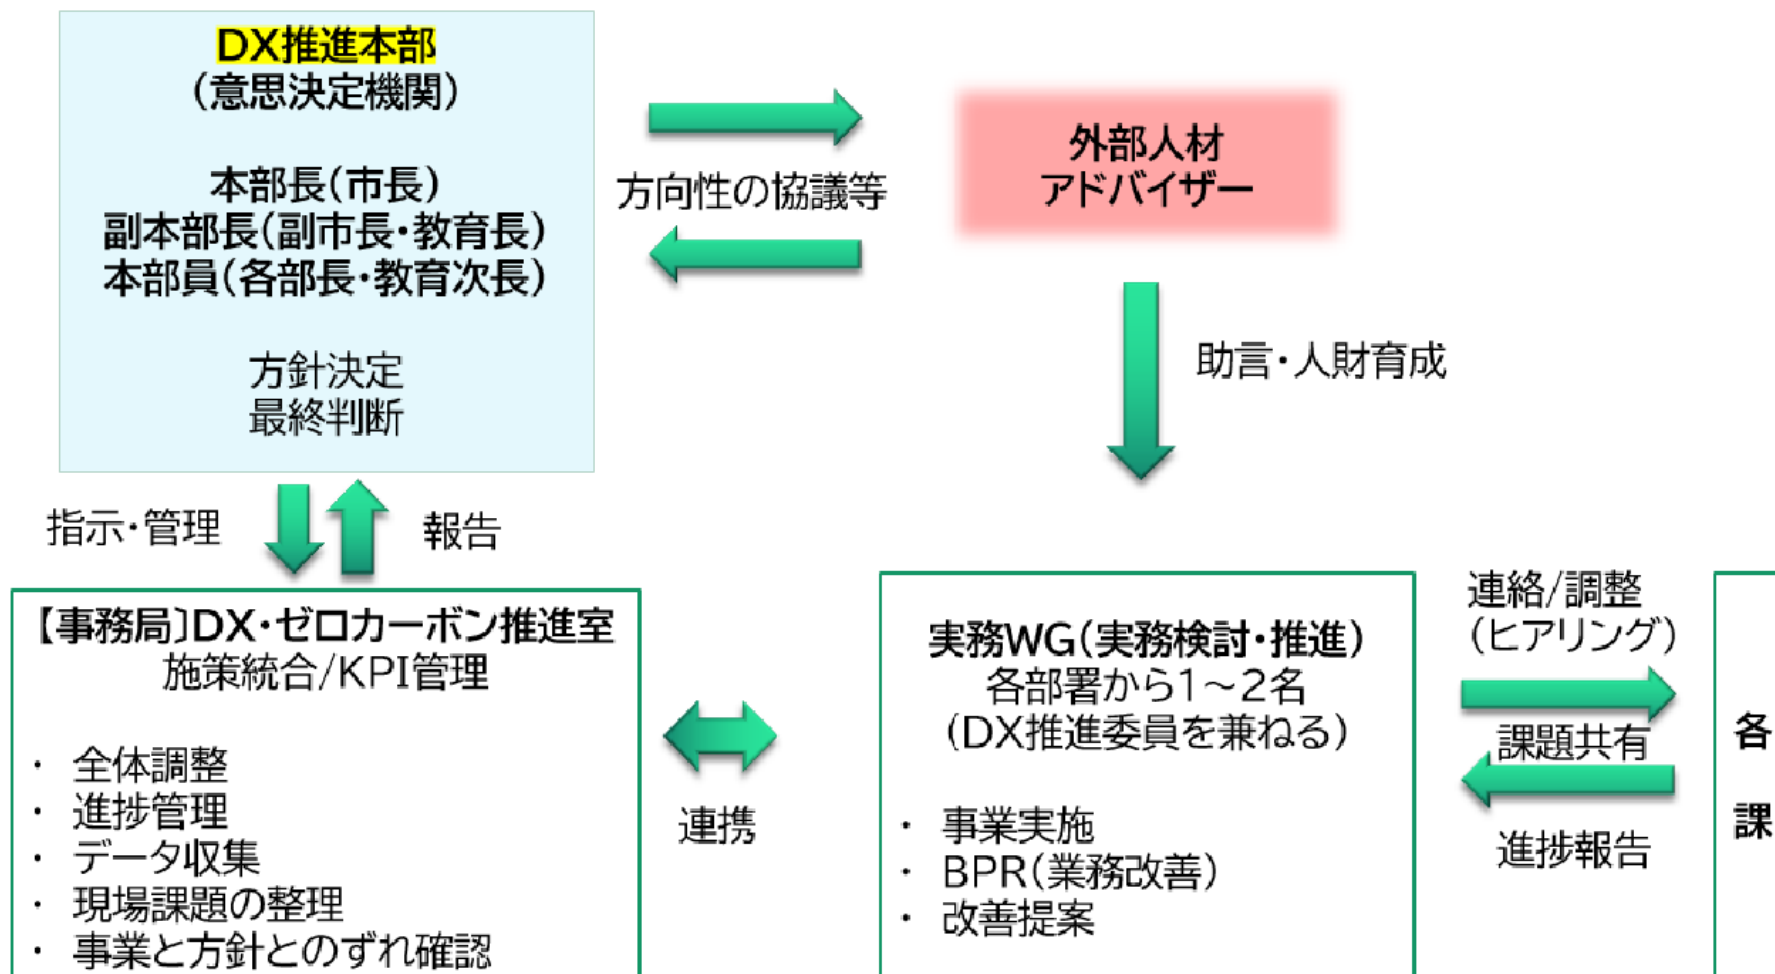 DX推進本部
(意思決定機関)
本部長(市長)
副本部長(副市長・教育長)
本部員(各部長・教育次長)
方針決定
最終判断
方向性の協議等
外部人材
アドバイザー
助言・人財育成
指示・管理
報告
【事務局】DX・ゼロカーボン推進室
施策統合/KPI管理
・ 全体調整
・ 進捗管理
・ データ収集
・ 現場課題の整理
・ 事業と方針とのずれ確認
連携
実務WG(実務検討・推進)
各部署から1～2名
(DX推進委員を兼ねる)
・ 事業実施
・ BPR(業務改善)
・ 改善提案
連絡/調整
(ヒアリング)
課題共有
進捗報告
各
課